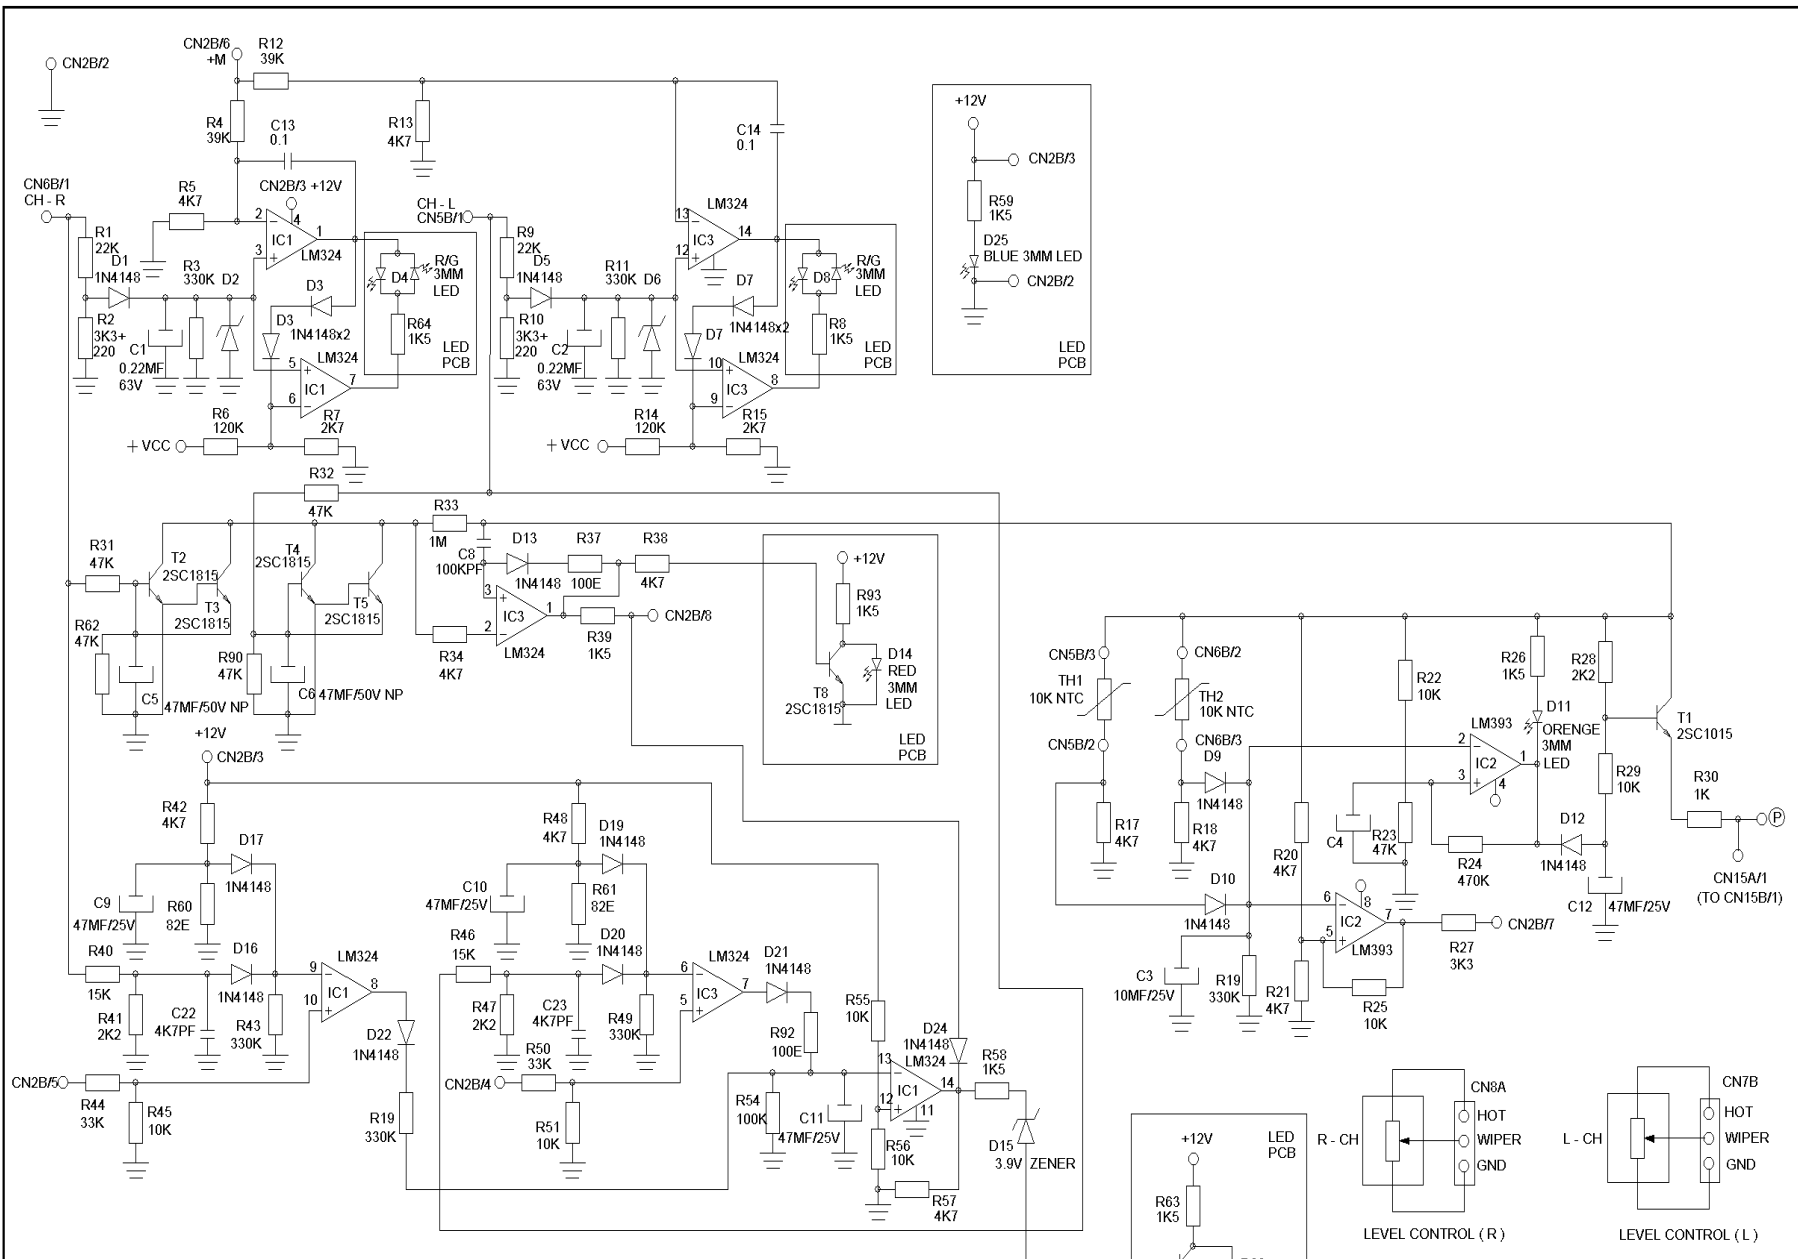 CN2B/2
CN2B/6
+M
R12
39K
R4
39K
C13
0.1
R13
4K7
C14
0.1
+12V
CN2B/3
R59
1K5
D25
BLUE 3MM LED
CN2B/2
LED
PCB
CN6B/1
CH - R
R5
4K7
CN2B/3 +12V
2
4
1
3
IC1
LM324
R1
22K
D1
1N4148
R3
330K
D2
R2
3K3+
220
C1
0.22MF
63V
D3
D3
1N4148x2
LM324
5
6
7
IC1
D4
R/G
3MM
LED
R64
1K5
LED
PCB
R6
120K
R7
2K7
+ VCC
CH - L
CN5B/1
R9
22K
D5
1N4148
R11
330K
D6
R10
3K3+
220
C2
0.22MF
63V
LM324
13
12
14
IC3
D7
D7
1N4148x2
LM324
10
9
8
IC3
D8
R/G
3MM
LED
R8
1K5
LED
PCB
R14
120K
R15
2K7
+ VCC
R32
47K
R33
1M
R31
47K
T2
2SC1815
T3
2SC1815
T4
2SC1815
T5
2SC1815
R62
47K
C5
47MF/50V NP
R90
47K
C6
47MF/50V NP
C8
100KPF
D13
1N4148
R37
100E
R38
4K7
3
2
1
IC3
LM324
R34
4K7
R39
1K5
CN2B/8
+12V
R93
1K5
D14
RED
3MM
LED
T8
2SC1815
LED
PCB
CN5B/3
TH1
10K NTC
CN5B/2
CN6B/2
TH2
10K NTC
CN6B/3
D9
1N4148
R17
4K7
R18
4K7
D10
1N4148
C3
10MF/25V
R19
330K
R20
4K7
R21
4K7
R22
10K
R23
47K
C4
LM393
2
3
1
4
IC2
R24
470K
R26
1K5
D11
ORENGE
3MM
LED
R28
2K2
R29
10K
D12
1N4148
C12
47MF/25V
T1
2SC1015
R30
1K
P
CN15A/1
(TO CN15B/1)
6
5
8
7
IC2
LM393
R25
10K
R27
3K3
CN2B/7
+12V
CN2B/3
R42
4K7
D17
1N4148
C9
47MF/25V
R60
82E
R40
15K
D16
1N4148
R41
2K2
C22
4K7PF
R43
330K
LM324
9
10
8
IC1
D22
1N4148
CN2B/5
R44
33K
R45
10K
R19
330K
R48
4K7
D19
1N4148
C10
47MF/25V
R61
82E
R46
15K
D20
1N4148
R47
2K2
C23
4K7PF
R49
330K
LM324
6
5
7
IC3
D21
1N4148
R92
100E
CN2B/4
R50
33K
R51
10K
R54
100K
C11
47MF/25V
R55
10K
R56
10K
R57
4K7
D24
1N4148
LM324
13
12
14
11
IC1
R58
1K5
D15
3.9V ZENER
+12V
LED
PCB
R63
1K5
R - CH
CN8A
HOT
WIPER
GND
LEVEL CONTROL ( R )
L - CH
CN7B
HOT
WIPER
GND
LEVEL CONTROL ( L )